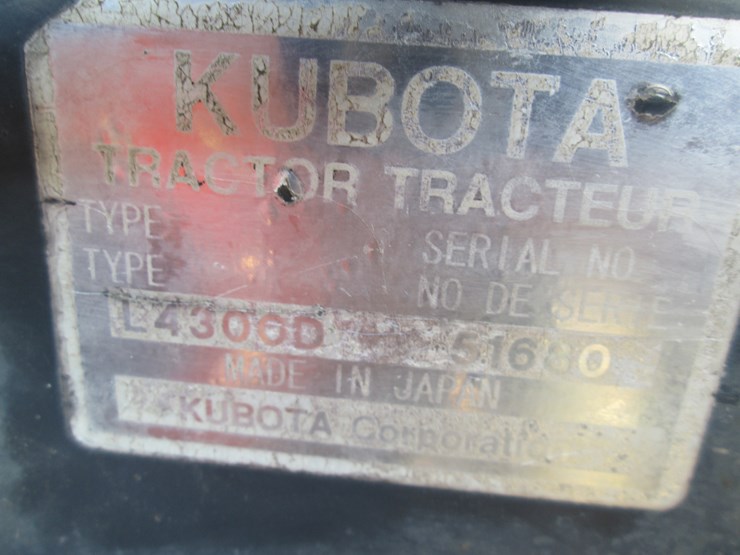 KUBOTA
TRACTOR TRACTEUR
TYPE SERIAL NO
TYPE NO DE SERIE
L4300D 51680
MADE IN JAPAN
KUBOTA Corporation